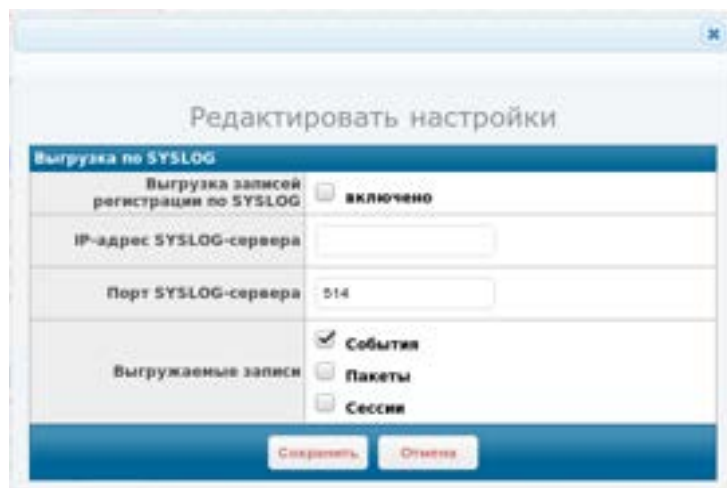 Редактировать настройки
Выгрузка по SYSLOG
Выгрузка записей
регистрации по SYSLOG
включено
IP-адрес SYSLOG-сервера
Порт SYSLOG-сервера
514
Выгружаемые записи
События
Пакеты
Сессии
Сохранить
Отмена